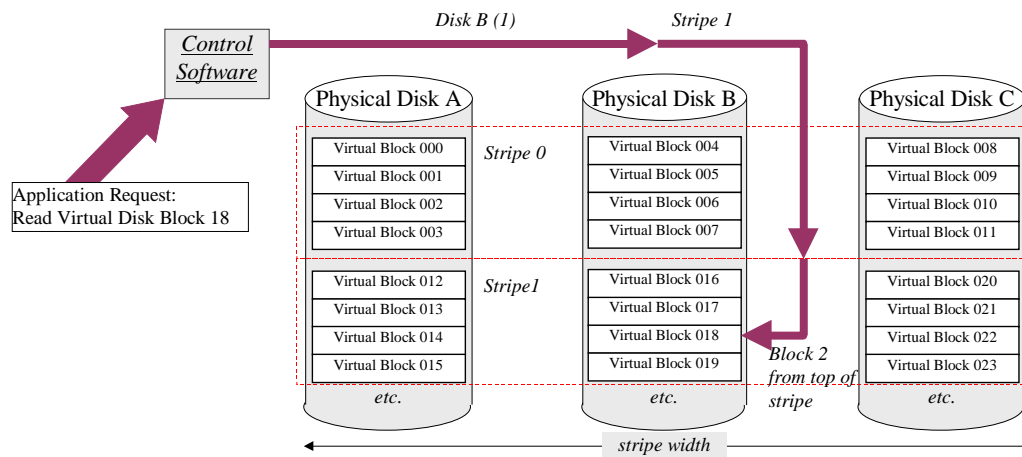 Disk B (1)
Stripe 1
Control
Software
Physical Disk A
Physical Disk B
Physical Disk C
Application Request:
Read Virtual Disk Block 18
Stripe 0
Virtual Block 000
Virtual Block 001
Virtual Block 002
Virtual Block 003
Virtual Block 004
Virtual Block 005
Virtual Block 006
Virtual Block 007
Virtual Block 008
Virtual Block 009
Virtual Block 010
Virtual Block 011
Stripe1
Virtual Block 012
Virtual Block 013
Virtual Block 014
Virtual Block 015
Virtual Block 016
Virtual Block 017
Virtual Block 018
Virtual Block 019
Virtual Block 020
Virtual Block 021
Virtual Block 022
Virtual Block 023
Block 2
from top of
stripe
etc.
etc.
etc.
stripe width